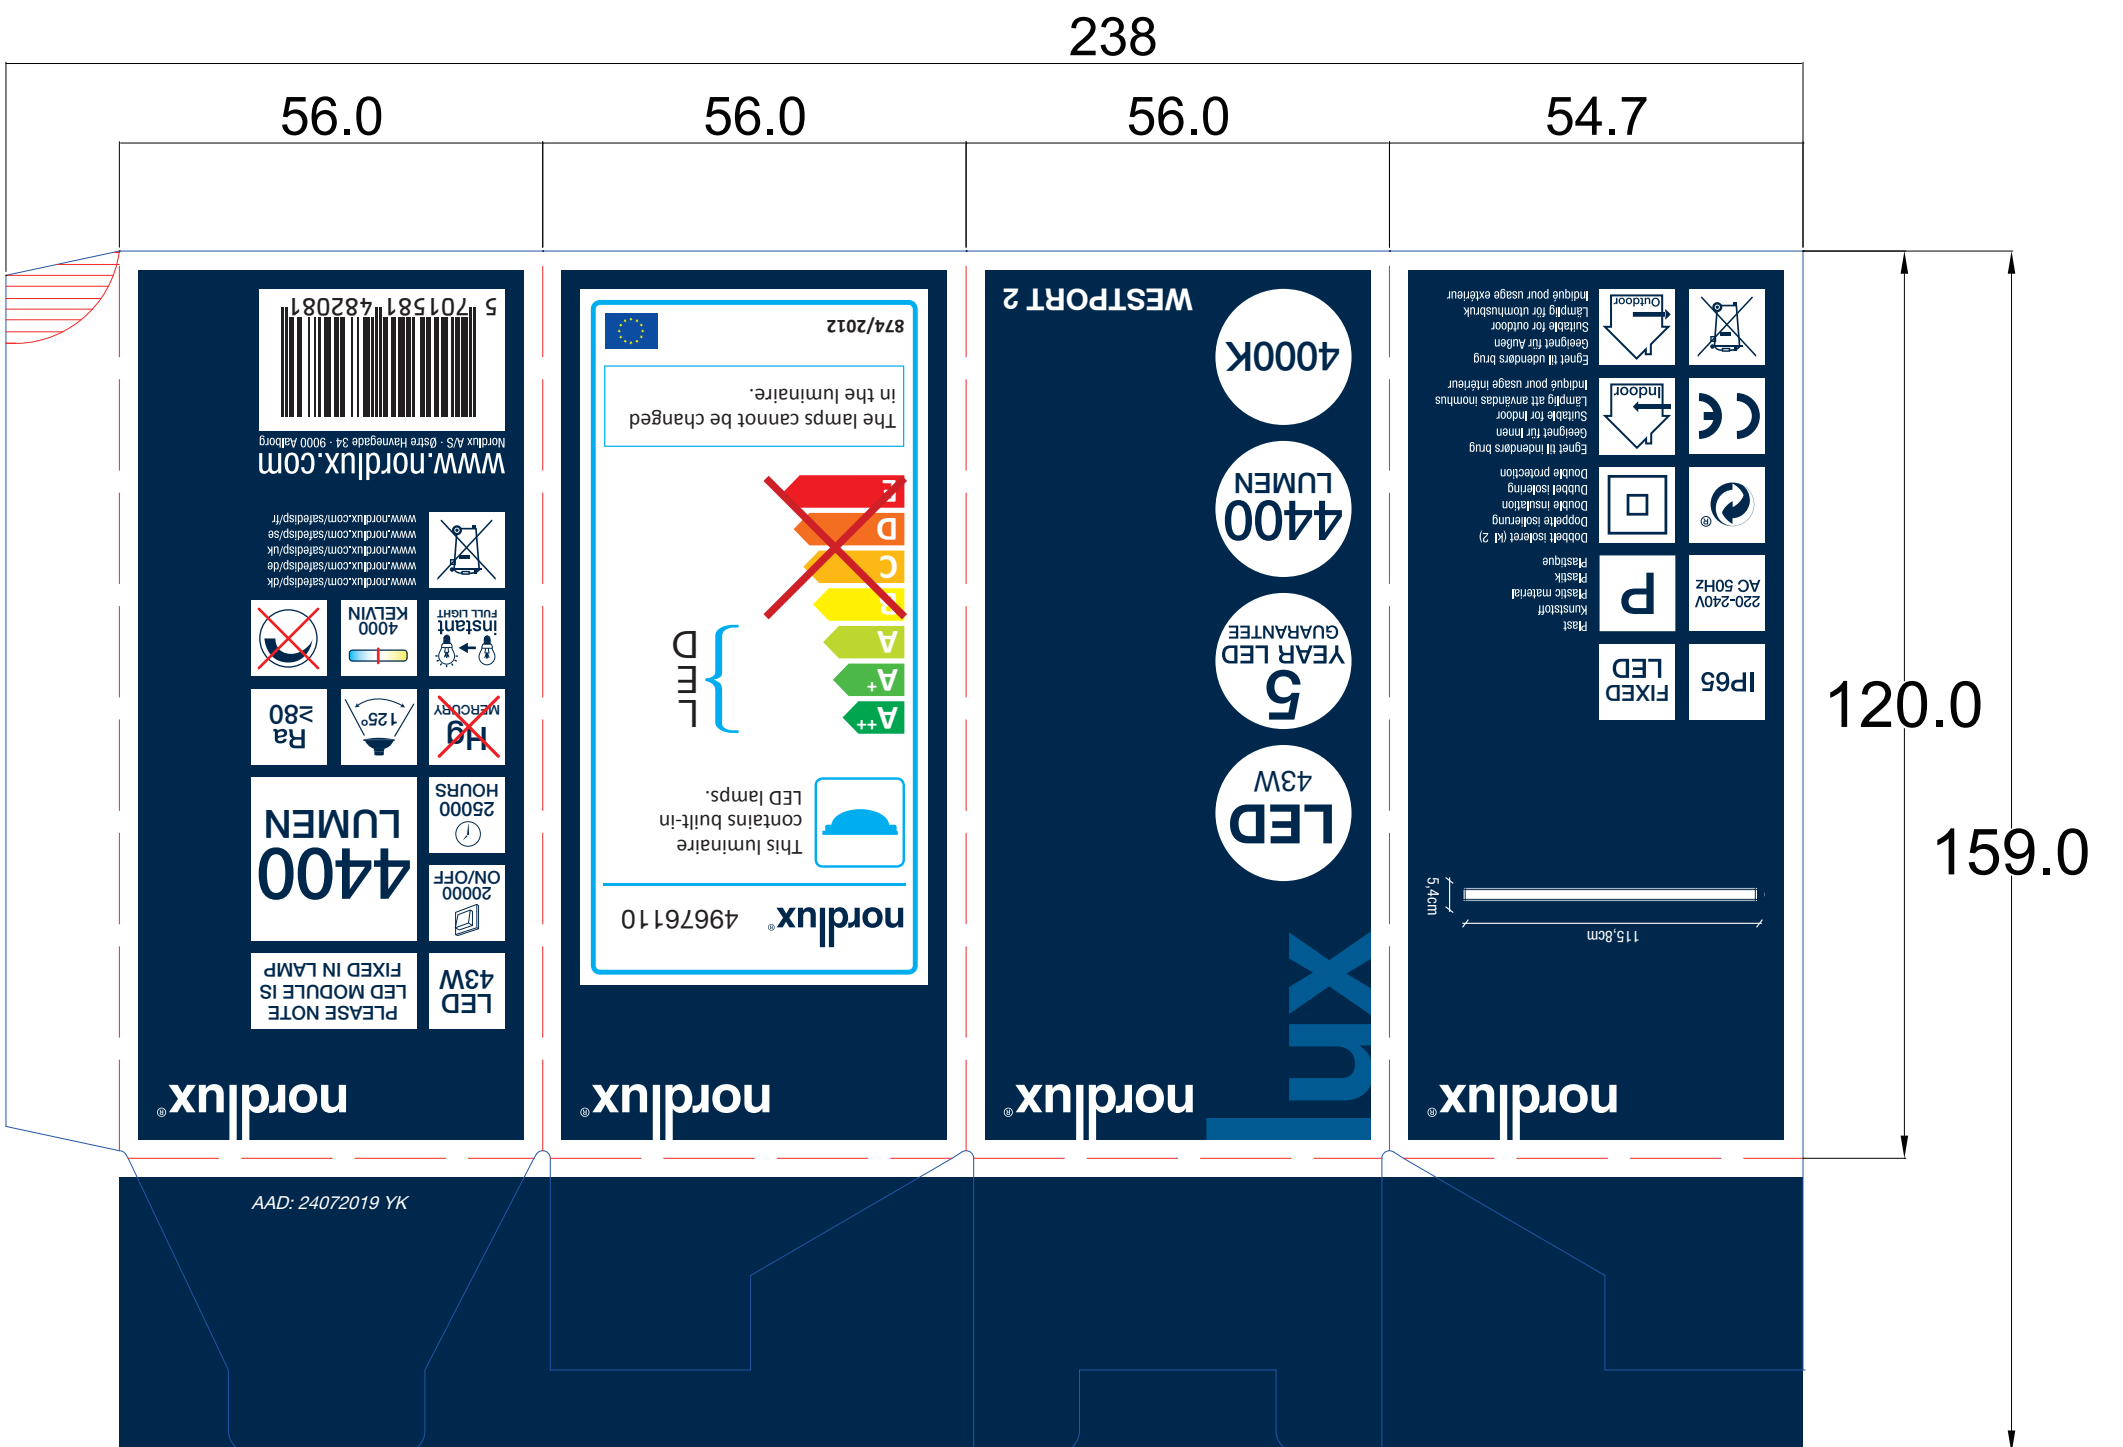 238
56.0
56.0
56.0
54.7
120.0
159.0
nordlux®
LED
43W
PLEASE NOTE
LED MODULE IS
FIXED IN LAMP
20000
ON/OFF
25000
HOURS
4400
LUMEN
Hg
MERCURY
125°
Ra
≥80
instant
FULL LIGHT
4000
KELVIN
www.nordlux.com/safedisp/dk
www.nordlux.com/safedisp/de
www.nordlux.com/safedisp/uk
www.nordlux.com/safedisp/se
www.nordlux.com/safedisp/fr
www.nordlux.com
Nordlux A/S · Østre Havnegade 34 · 9000 Aalborg
5 701581 482081
nordlux®
nordlux® 49676110
This luminaire
contains built-in
LED lamps.
A++
A+
A
B
C
D
E
L
E
D
The lamps cannot be changed
in the luminaire.
874/2012
nordlux®
lux
LED
43W
5
YEAR LED
GUARANTEE
4400
LUMEN
4000K
WESTPORT 2
nordlux®
115,8cm
5,4cm
IP65
FIXED
LED
220-240V
AC 50Hz
P
Plast
Kunststoff
Plastic material
Plastik
Plastique
®
Dobbelt isoleret (kl 2)
Doppelte isolierung
Double insulation
Dubbel isolering
Double protection
CE
Indoor
Egnet til indendørs brug
Geeignet für Innen
Suitable for Indoor
Lämplig att användas inomhus
Indiqué pour usage intérieur
Outdoor
Egnet til udendørs brug
Geeignet für Außen
Suitable for outdoor
Lämplig för utomhusbruk
Indiqué pour usage extérieur
AAD: 24072019 YK